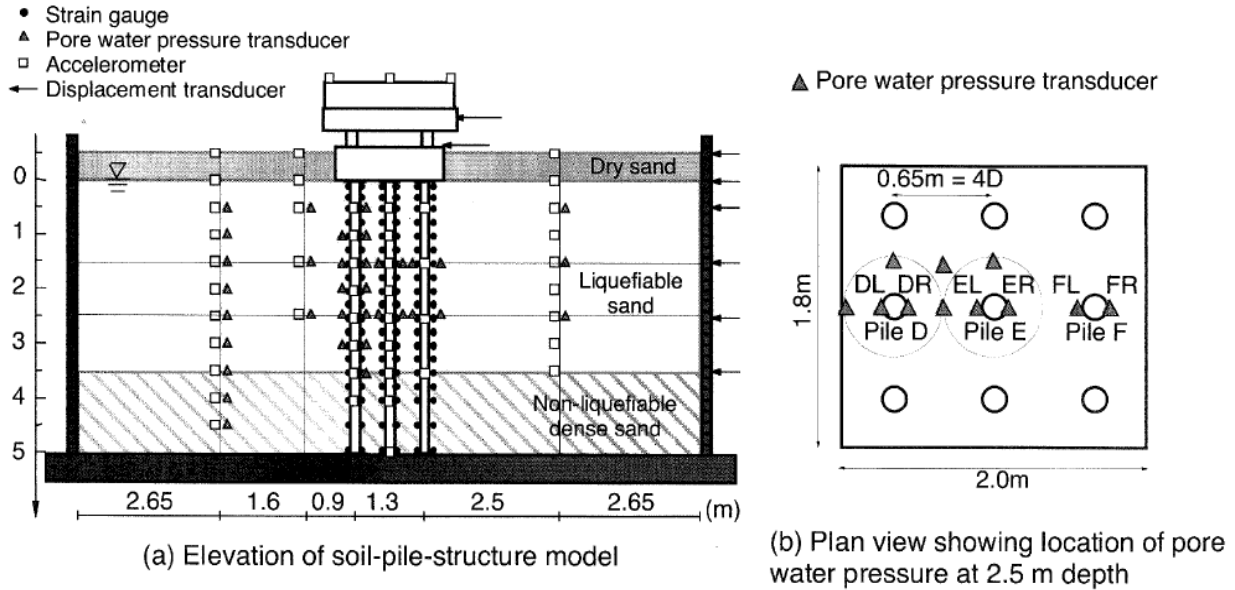 Strain gauge
Pore water pressure transducer
Accelerometer
Displacement transducer
Dry sand
0
1
2
3
4
5
Liquefiable
sand
Non-liquefiable
dense sand
2.65 1.6 0.9 1.3 2.5 2.65 (m)
(a) Elevation of soil-pile-structure model
Pore water pressure transducer
0.65m = 4D
1.8m
DL DR EL ER FL FR
Pile D Pile E Pile F
2.0m
(b) Plan view showing location of pore
water pressure at 2.5 m depth